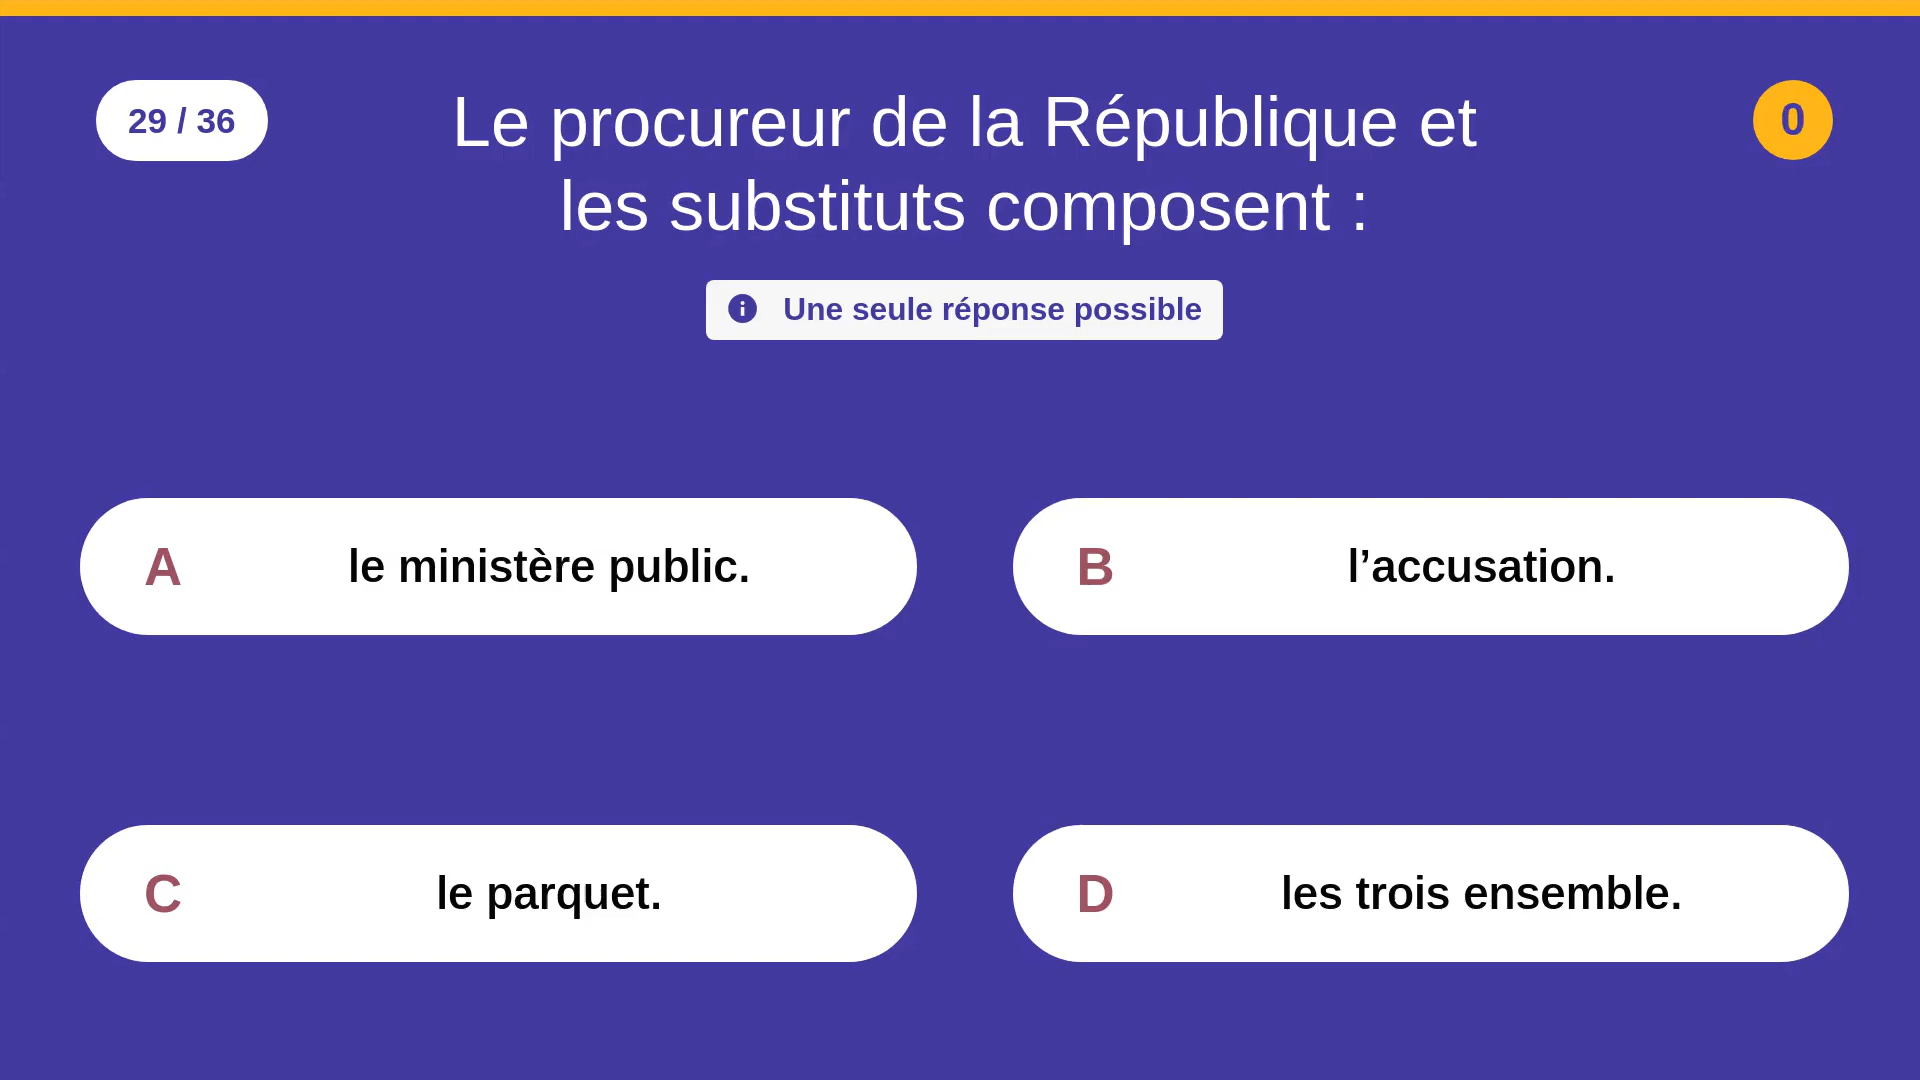 29 / 36
Le procureur de la République et
les substituts composent :
0
Une seule réponse possible
A le ministère public.
B l’accusation.
C le parquet.
D les trois ensemble.